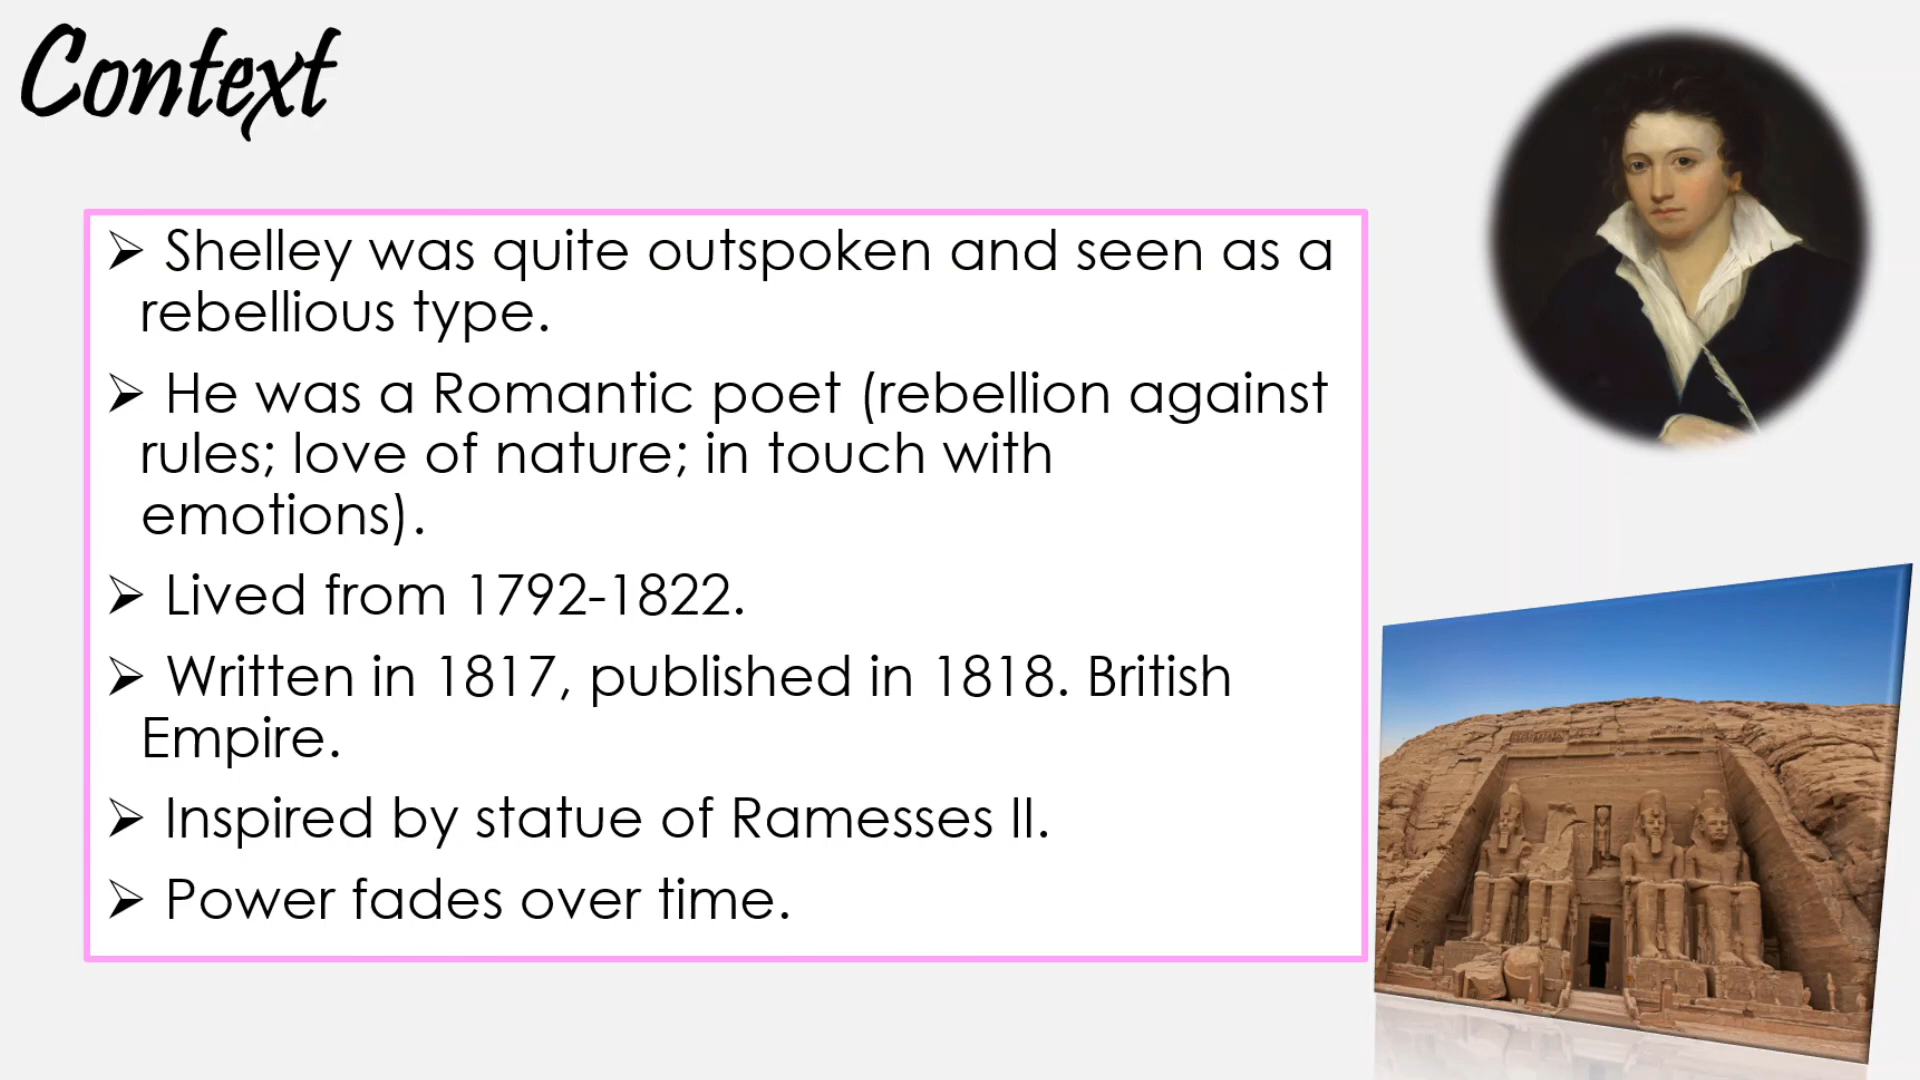 Context
➢ Shelley was quite outspoken and seen as a
rebellious type.
➢ He was a Romantic poet (rebellion against
rules; love of nature; in touch with
emotions).
➢ Lived from 1792-1822.
➢ Written in 1817, published in 1818. British
Empire.
➢ Inspired by statue of Ramesses II.
➢ Power fades over time.